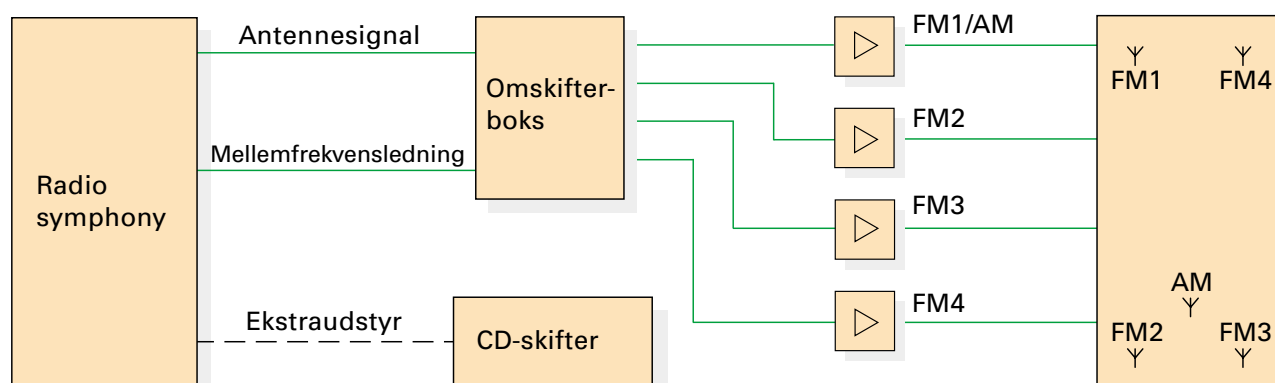 Radio
symphony
Antennesignal
Mellemfrekvensledning
Ekstraudstyr
Omskifter-
boks
CD-skifter
FM1/AM
FM2
FM3
FM4
FM1
FM4
AM
FM2
FM3